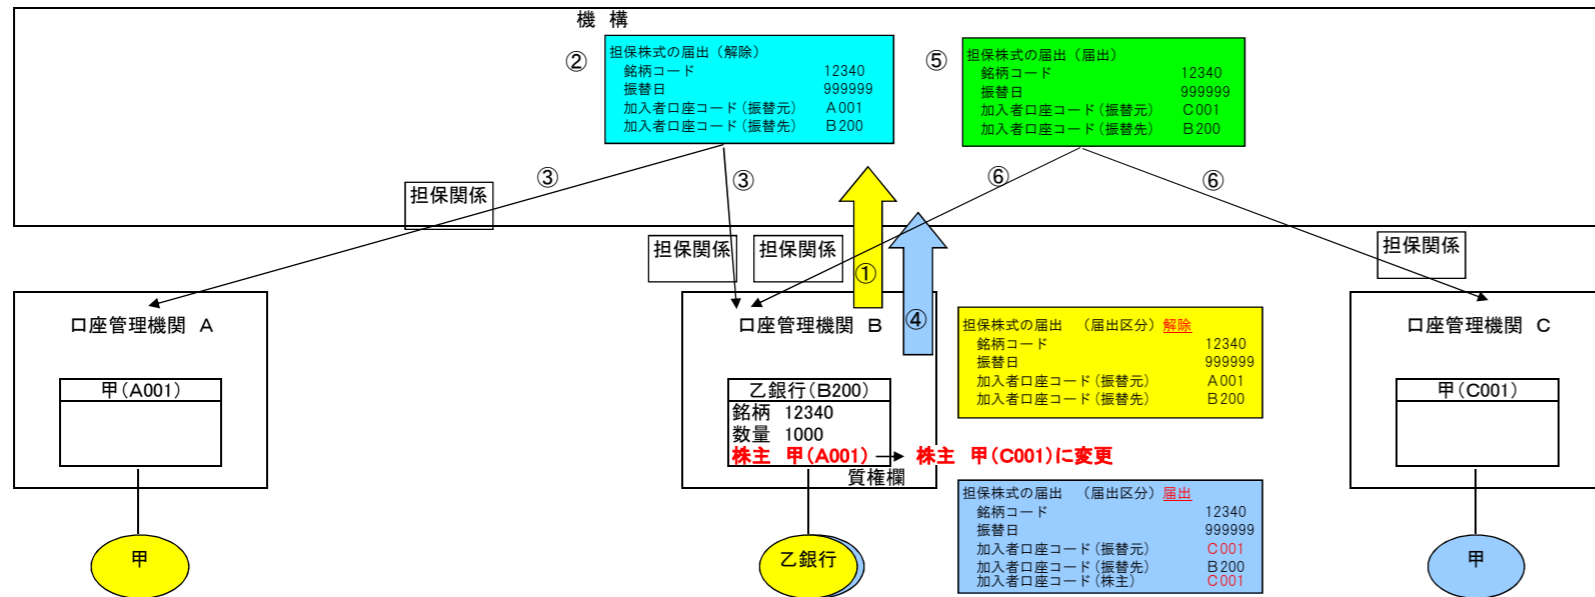 機 構
②
担保株式の届出（解除）
銘柄コード 12340
振替日 999999
加入者口座コード（振替元） A001
加入者口座コード（振替先） B200
⑤
担保株式の届出（届出）
銘柄コード 12340
振替日 999999
加入者口座コード（振替元） C001
加入者口座コード（振替先） B200
③
③
⑥
⑥
担保関係
担保関係
担保関係
担保関係
①
④
口座管理機関 A
甲（A001）
甲
口座管理機関 B
乙銀行（B200）
銘柄 12340
数量 1000
株主 甲（A001） → 株主 甲（C001）に変更
質権欄
乙銀行
担保株式の届出 （届出区分） 解除
銘柄コード 12340
振替日 999999
加入者口座コード（振替元） A001
加入者口座コード（振替先） B200
担保株式の届出 （届出区分） 届出
銘柄コード 12340
振替日 999999
加入者口座コード（振替元） C001
加入者口座コード（振替先） B200
加入者口座コード（株主） C001
口座管理機関 C
甲（C001）
甲